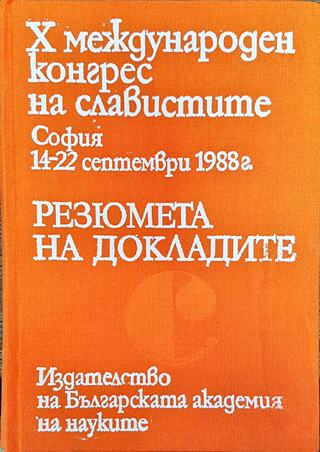 X международен
конгрес
на славистите
София
14-22 септември 1988 г.
РЕЗЮМЕТА
НА ДОКЛАДИТЕ
Издателство
на Българската академия
на науките